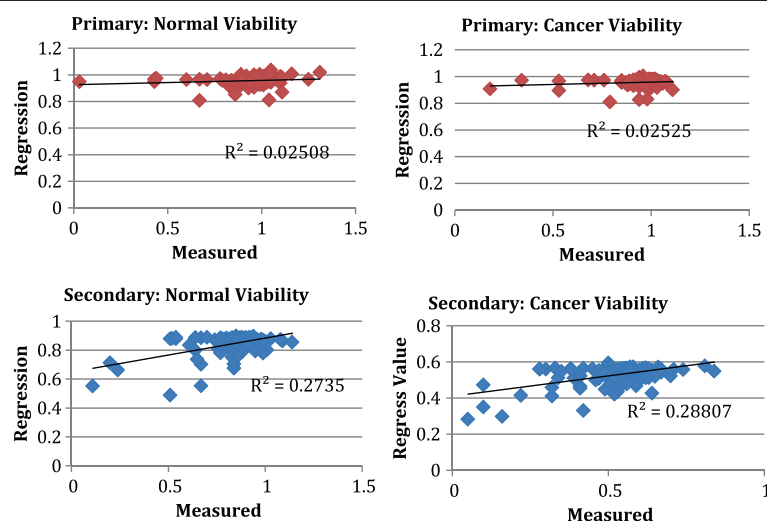 Primary: Normal Viability
1.2
1
0.8
0.6
0.4
0.2
0
Regression
R² = 0.02508
0 0.5 1 1.5
Measured
Primary: Cancer Viability
1.2
1
0.8
0.6
0.4
0.2
0
Regression
R² = 0.02525
0 0.5 1 1.5
Measured
Secondary: Normal Viability
1
0.8
0.6
0.4
0.2
0
Regression
R² = 0.2735
0 0.5 1 1.5
Measured
Secondary: Cancer Viability
0.8
0.6
0.4
0.2
0
Regress Value
R² = 0.28807
0 0.5 1
Measured